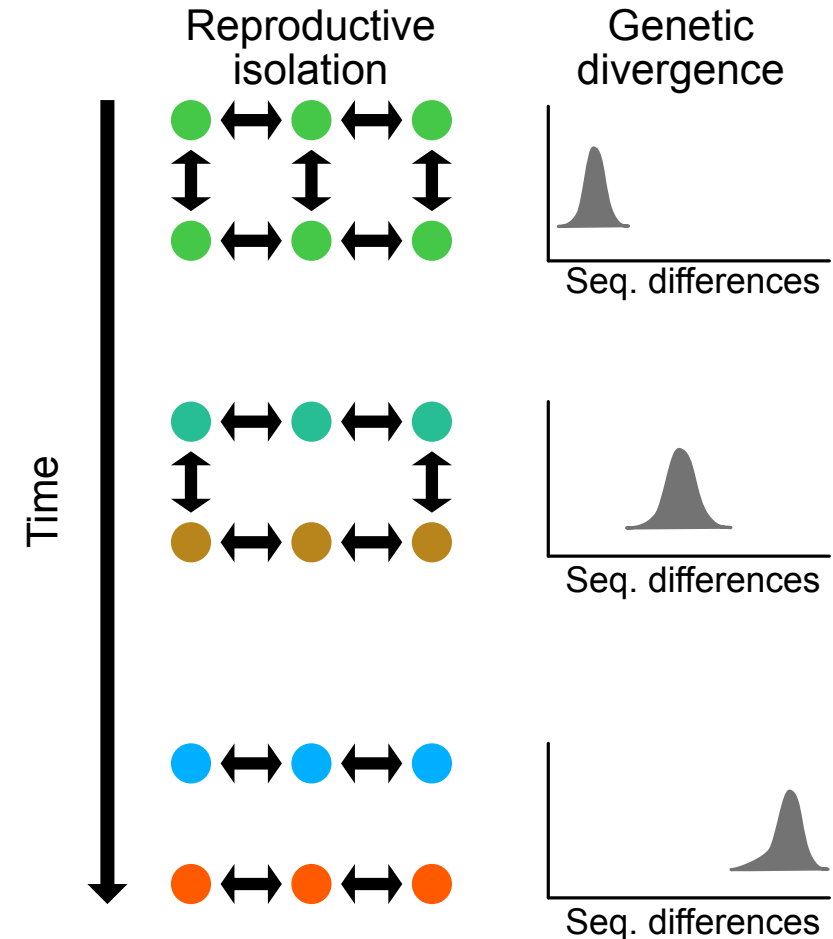 Reproductive
isolation
Genetic
divergence
Seq. differences
Time
Seq. differences
Seq. differences